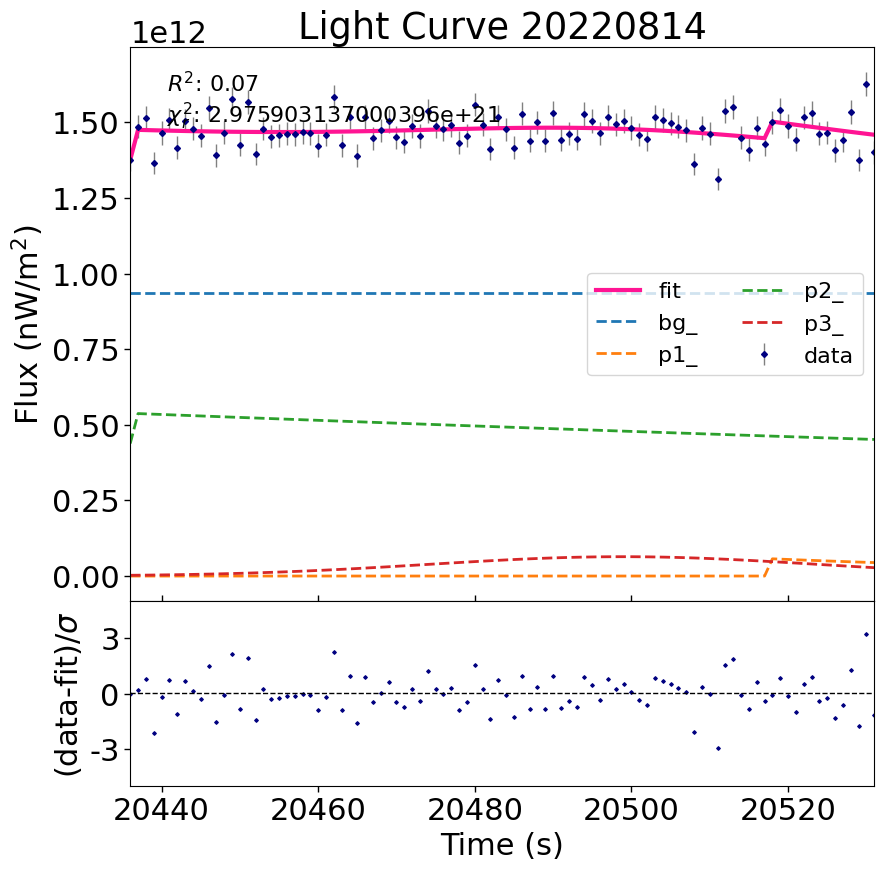 Light Curve 20220814
1e12
R²: 0.07
χ²: 2.975903137000396e+21
1.50
1.25
1.00
0.75
0.50
0.25
0.00
Flux (nW/m²)
fit
bg_
p1_
p2_
p3_
data
3
0
-3
(data-fit)/σ
20440 20460 20480 20500 20520
Time (s)